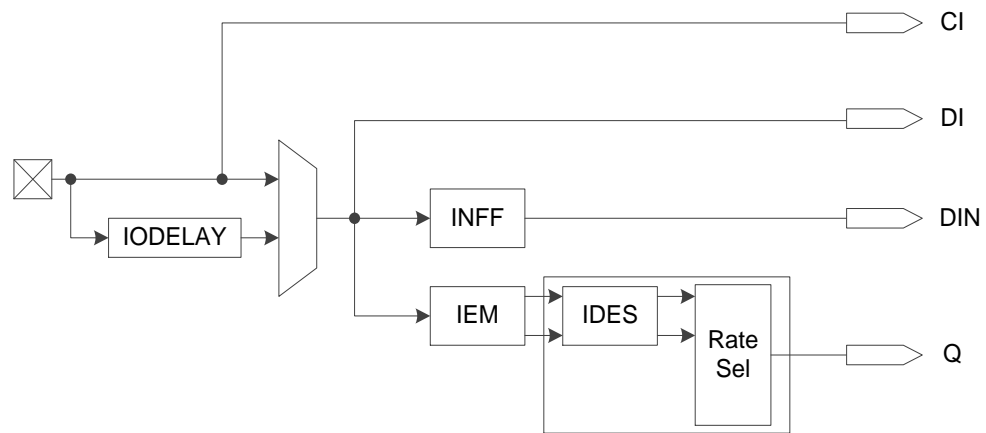 CI
DI
INFF
DIN
IODELAY
IEM
IDES
Rate
Sel
Q